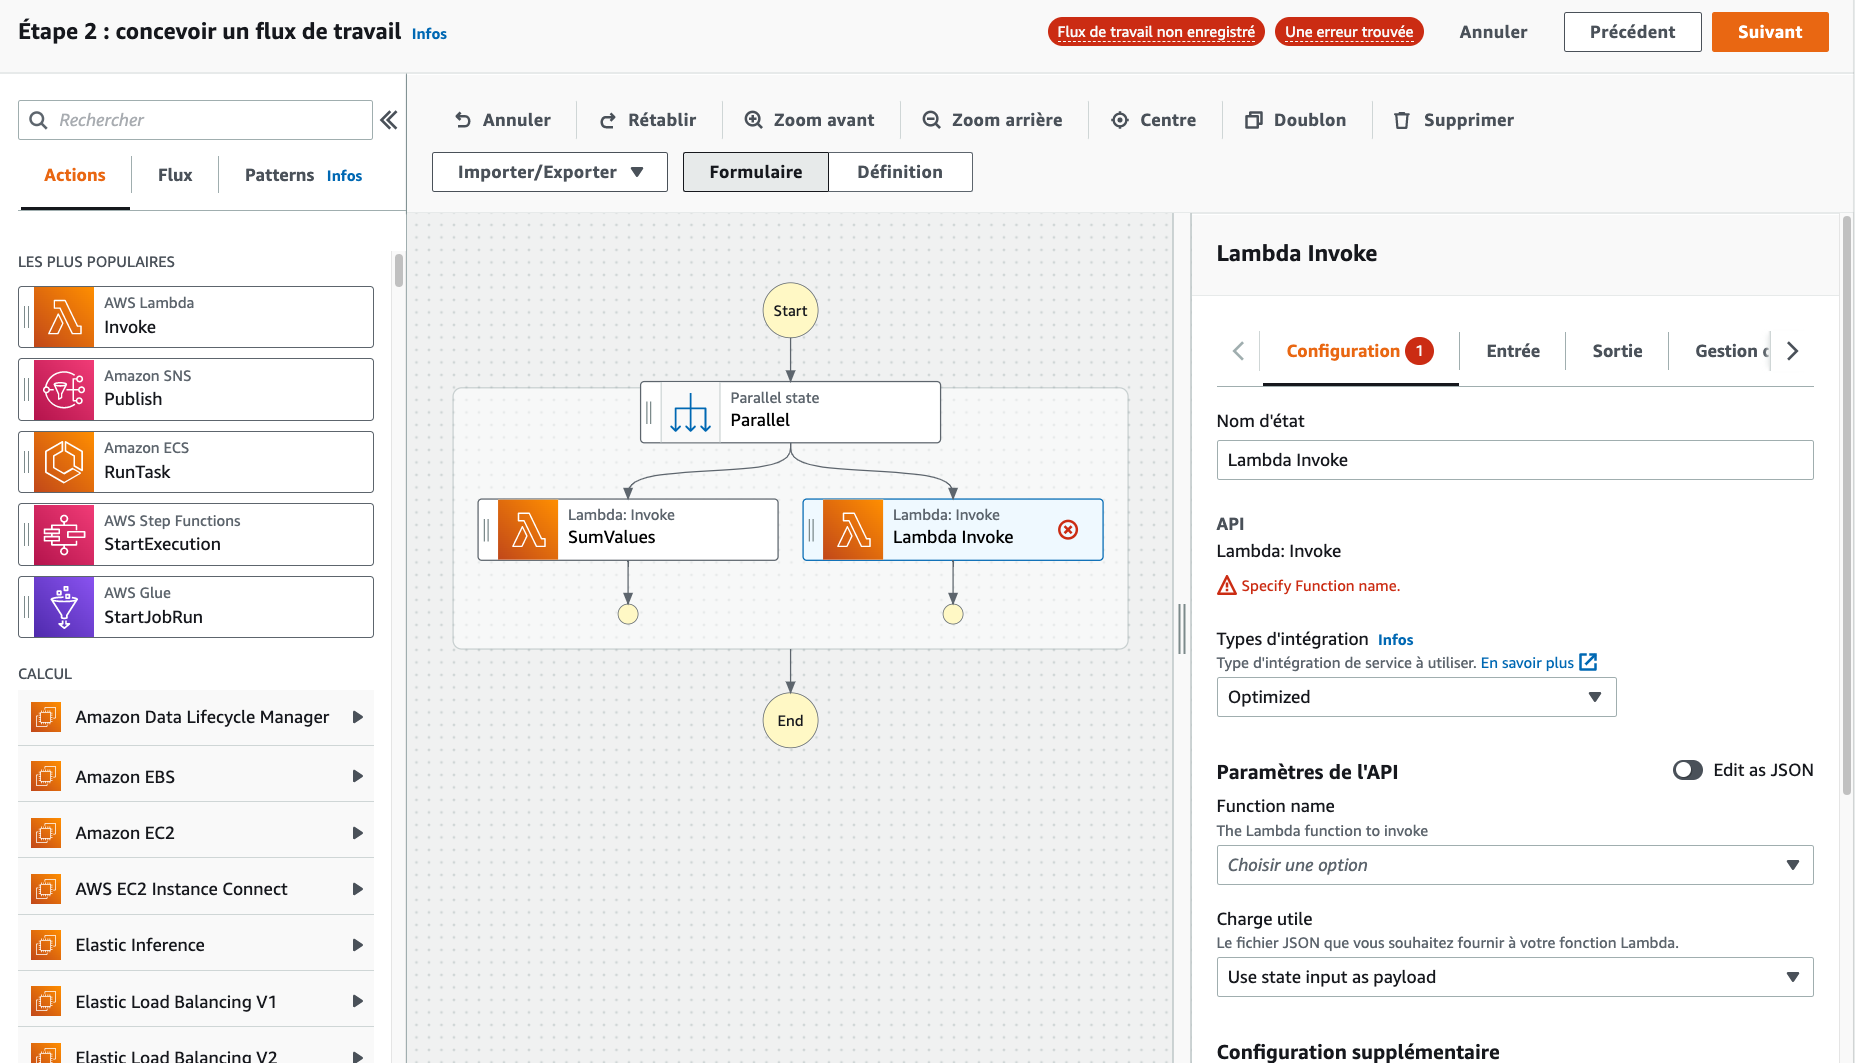 Étape 2 : concevoir un flux de travail Infos
Flux de travail non enregistré
Une erreur trouvée
Annuler
Précédent
Suivant
Rechercher
Actions
Flux
Patterns Infos
LES PLUS POPULAIRES
AWS Lambda
Invoke
Amazon SNS
Publish
Amazon ECS
RunTask
AWS Step Functions
StartExecution
AWS Glue
StartJobRun
CALCUL
Amazon Data Lifecycle Manager
Amazon EBS
Amazon EC2
AWS EC2 Instance Connect
Elastic Inference
Elastic Load Balancing V1
Elastic Load Balancing V2
Annuler
Rétablir
Zoom avant
Zoom arrière
Centre
Doublon
Supprimer
Importer/Exporter
Formulaire
Définition
Start
Parallel state
Parallel
Lambda: Invoke
SumValues
Lambda: Invoke
Lambda Invoke
End
Lambda Invoke
Configuration 1
Entrée
Sortie
Gestion
Nom d'état
Lambda Invoke
API
Lambda: Invoke
Specify Function name.
Types d'intégration Infos
Type d'intégration de service à utiliser. En savoir plus
Optimized
Paramètres de l'API
Edit as JSON
Function name
The Lambda function to invoke
Choisir une option
Charge utile
Le fichier JSON que vous souhaitez fournir à votre fonction Lambda.
Use state input as payload
Configuration supplémentaire